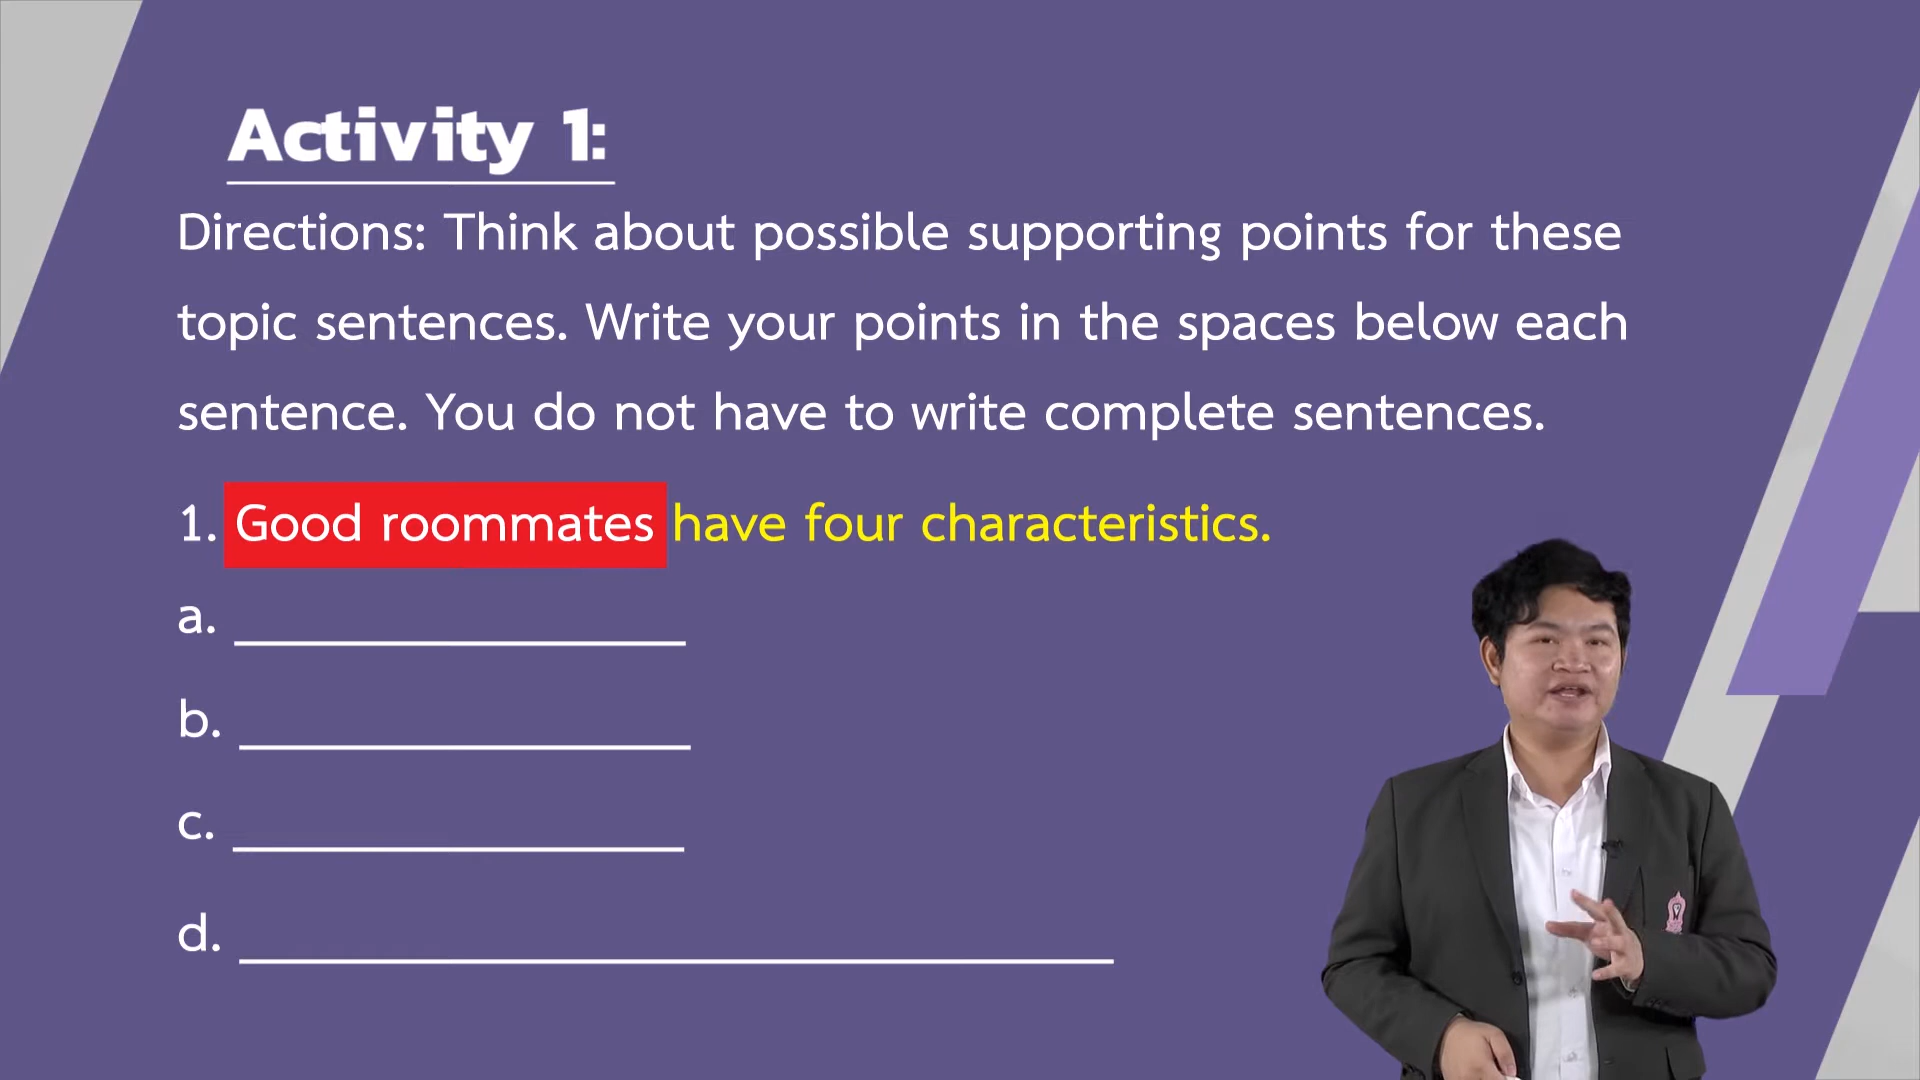 Activity 1:
Directions: Think about possible supporting points for these
topic sentences. Write your points in the spaces below each
sentence. You do not have to write complete sentences.
1. Good roommates have four characteristics.
a.
b.
c.
d.